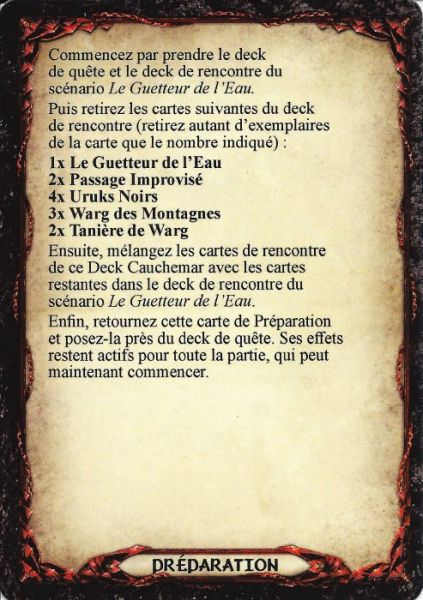 Commencez par prendre le deck
de quête et le deck de rencontre du
scénario Le Guetteur de l'Eau.
Puis retirez les cartes suivantes du deck
de rencontre (retirez autant d'exemplaires
de la carte que le nombre indiqué) :
1x Le Guetteur de l'Eau
2x Passage Improvisé
4x Uruks Noirs
3x Warg des Montagnes
2x Tanière de Warg
Ensuite, mélangez les cartes de rencontre
de ce Deck Cauchemar avec les cartes
restantes dans le deck de rencontre du
scénario Le Guetteur de l'Eau.
Enfin, retournez cette carte de Préparation
et posez-la près du deck de quête. Ses effets
restent actifs pour toute la partie, qui peut
maintenant commencer.
PRÉPARATION